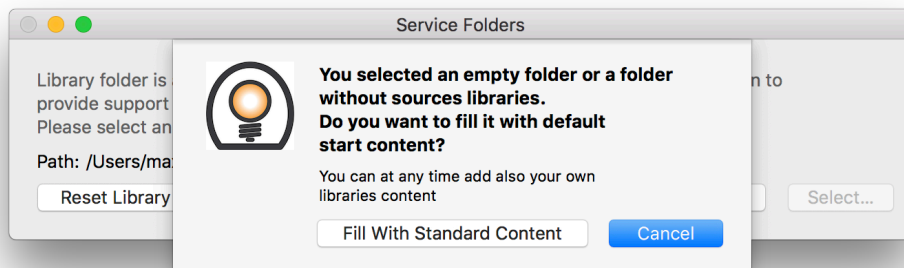 Service Folders
Library folder is
provide support
Please select an
n to
Path: /Users/ma
Reset Library
Select...
You selected an empty folder or a folder
without sources libraries.
Do you want to fill it with default
start content?
You can at any time add also your own
libraries content
Fill With Standard Content
Cancel